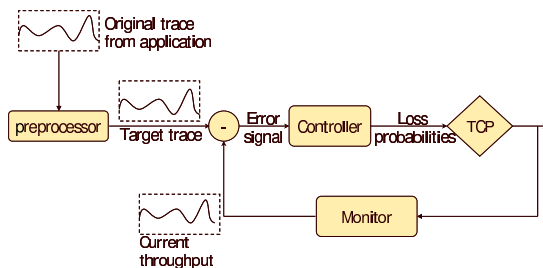 Original trace
from application
preprocessor
Target trace
-
Error
signal
Controller
Loss
probabilities
TCP
Monitor
Current
throughput